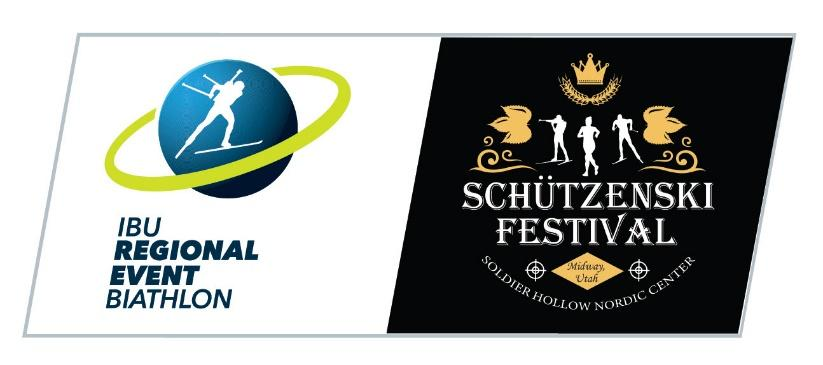 IBU
REGIONAL
EVENT
BIATHLON
SCHÜTZENSKI
FESTIVAL
Midway,
Utah
SOLDIER HOLLOW NORDIC CENTER